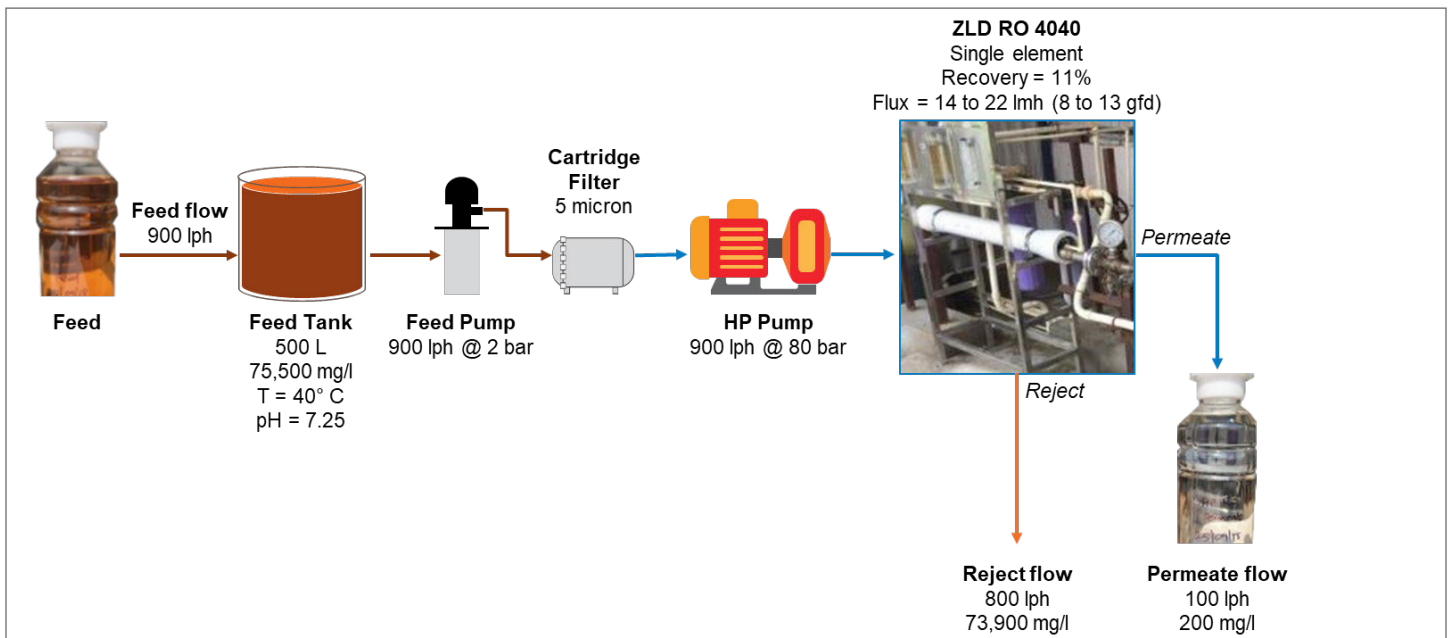 ZLD RO 4040
Single element
Recovery = 11%
Flux = 14 to 22 lmh (8 to 13 gfd)
Feed flow
900 lph
Cartridge
Filter
5 micron
Permeate
Feed
Feed Tank
500 L
75,500 mg/l
T = 40° C
pH = 7.25
Feed Pump
900 lph @ 2 bar
HP Pump
900 lph @ 80 bar
Reject
Reject flow
800 lph
73,900 mg/l
Permeate flow
100 lph
200 mg/l